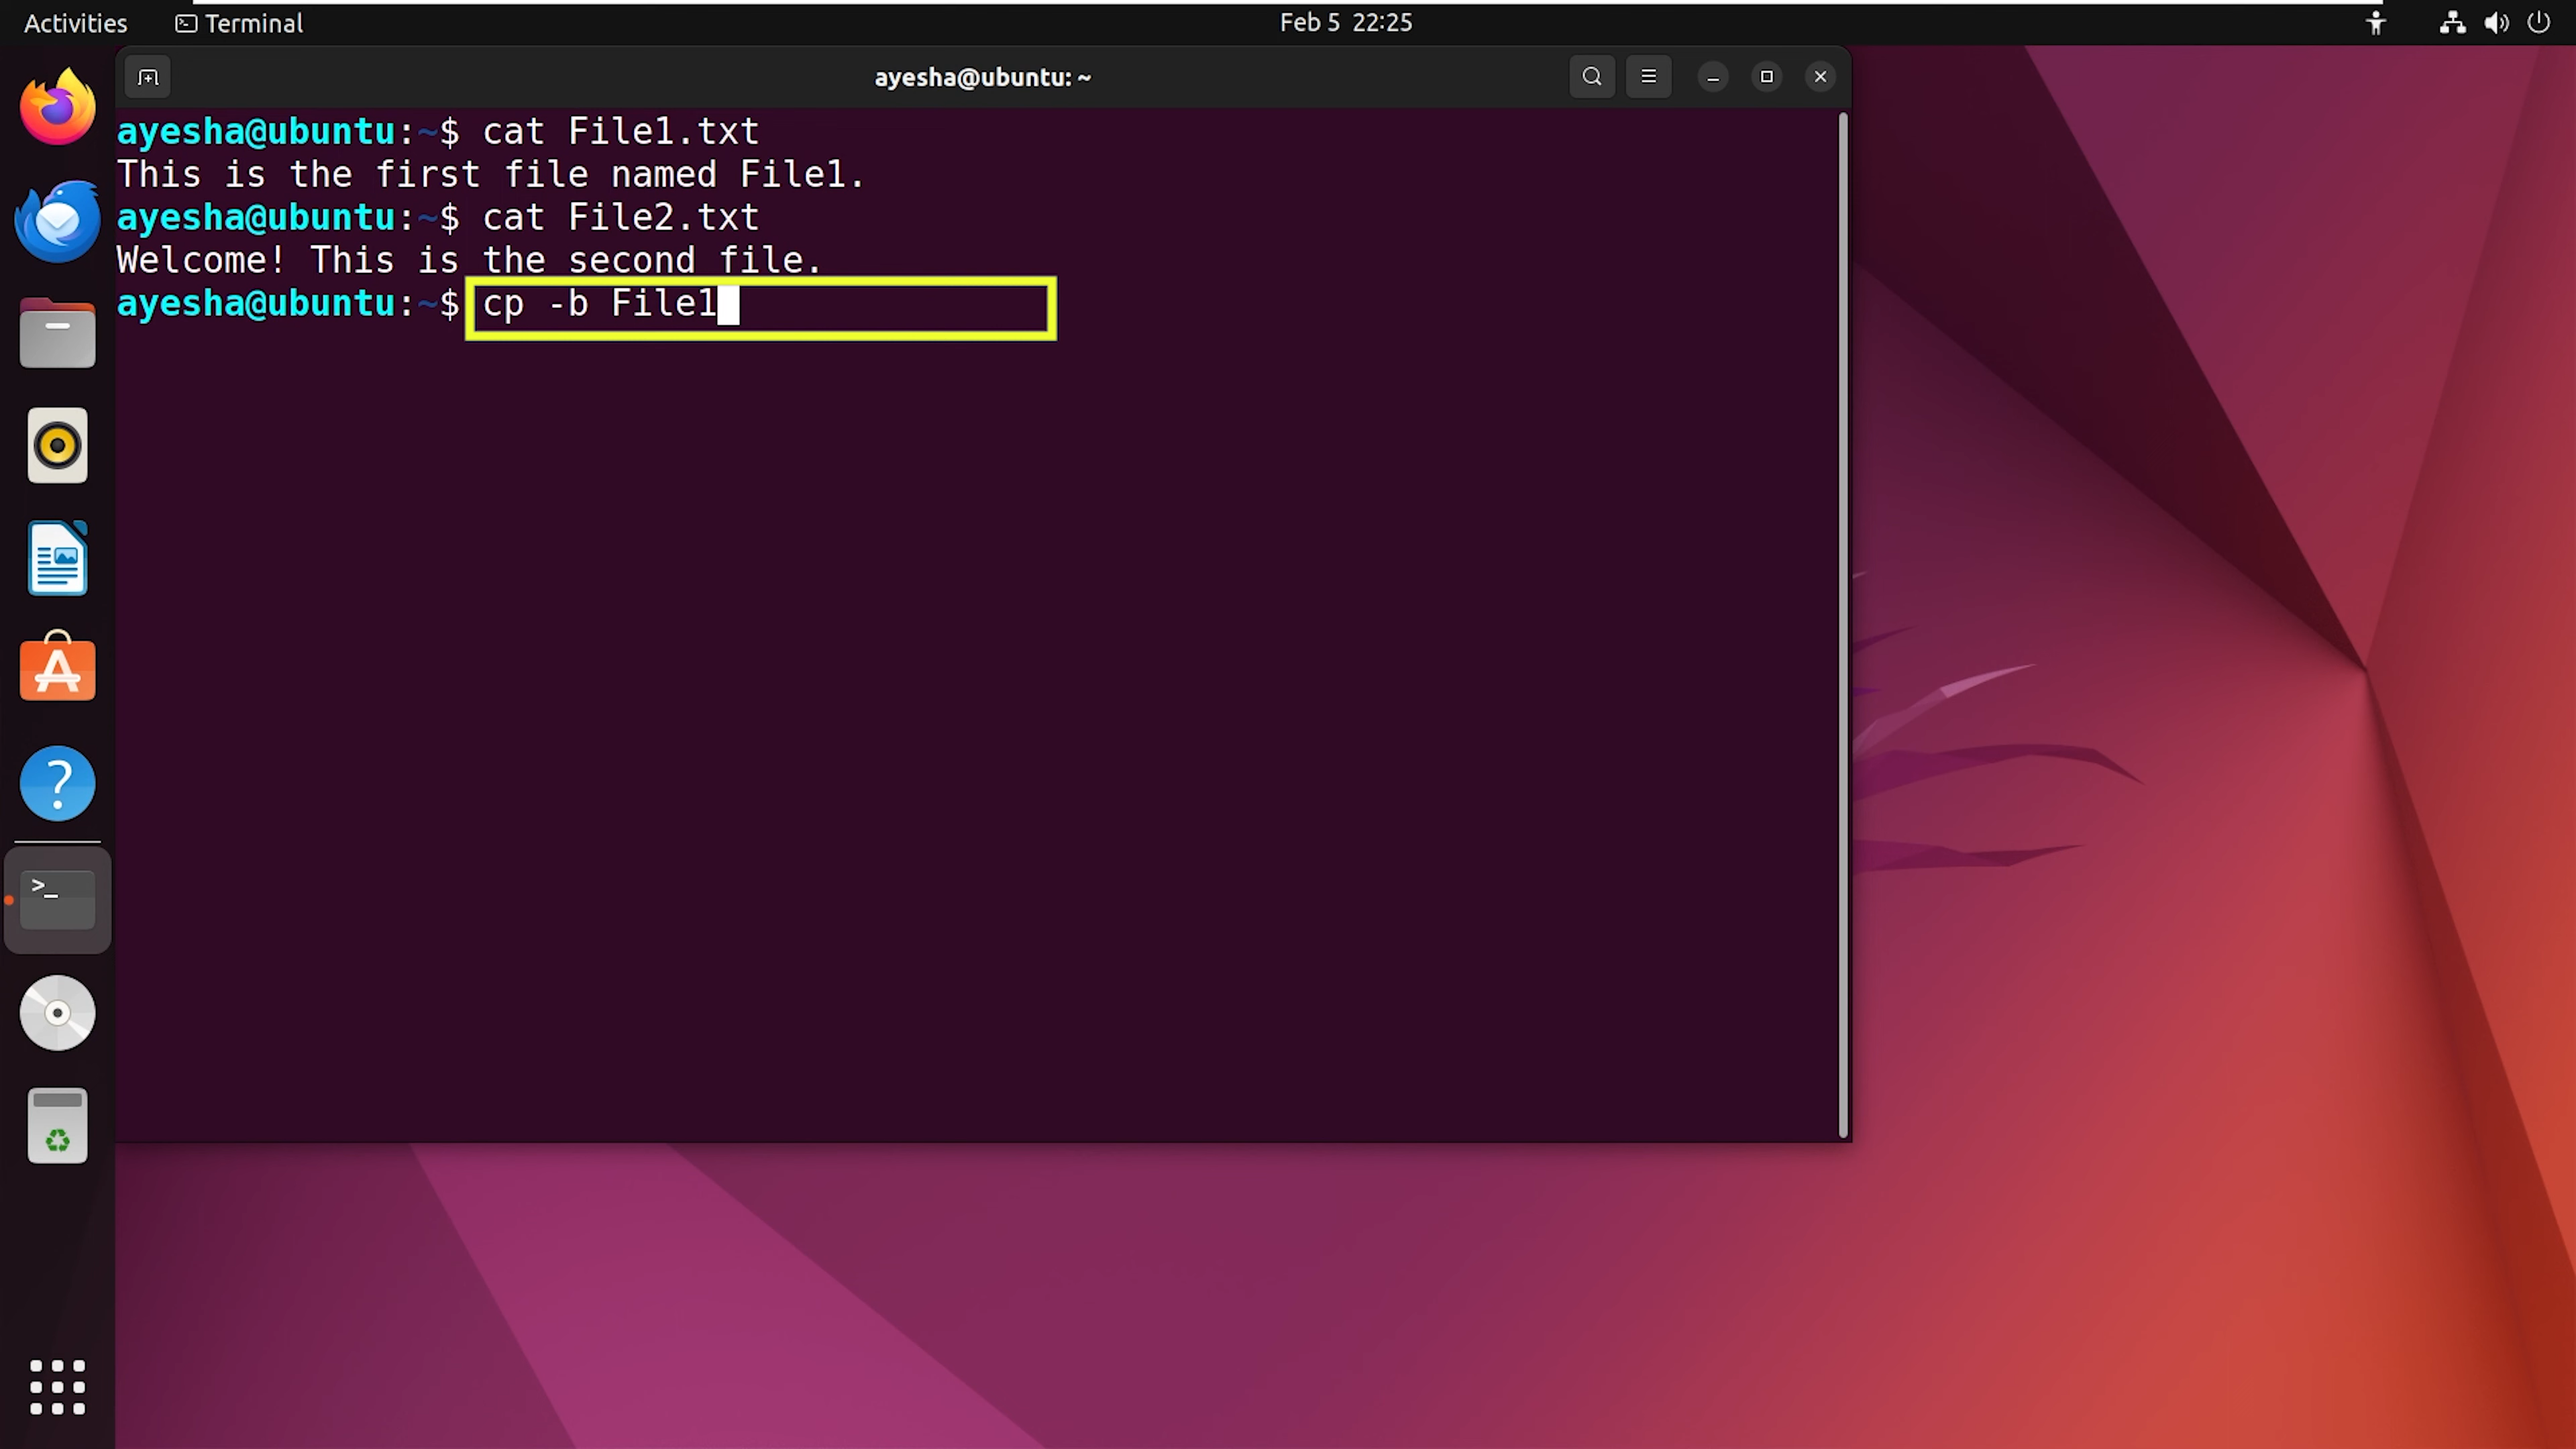 Activities Terminal Feb 5 22:25
ayesha@ubuntu: ~
ayesha@ubuntu:~$ cat File1.txt
This is the first file named File1.
ayesha@ubuntu:~$ cat File2.txt
Welcome! This is the second file.
ayesha@ubuntu:~$ cp -b File1